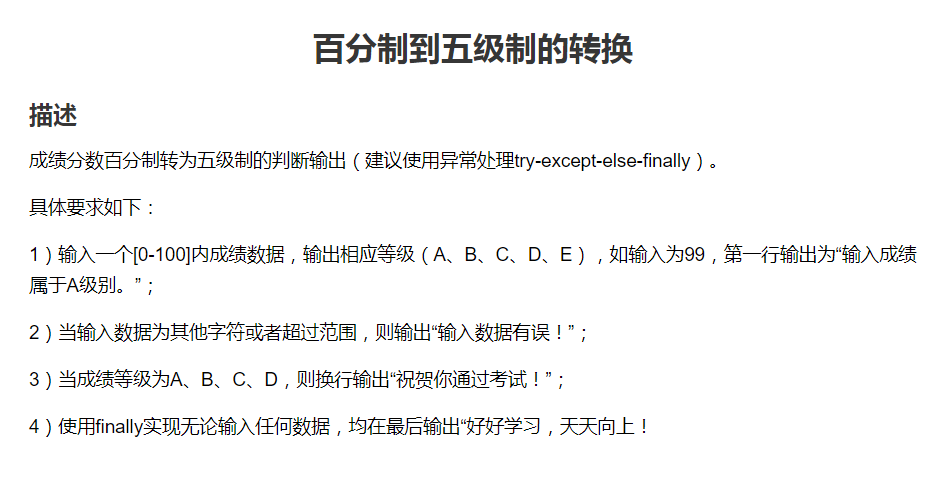 百分制到五级制的转换
描述
成绩分数百分制转为五级制的判断输出（建议使用异常处理try-except-else-finally）。
具体要求如下：
1）输入一个[0-100]内成绩数据，输出相应等级（A、B、C、D、E），如输入为99，第一行输出为“输入成绩
属于A级别。”；
2）当输入数据为其他字符或者超过范围，则输出“输入数据有误！”；
3）当成绩等级为A、B、C、D，则换行输出“祝贺你通过考试！”；
4）使用finally实现无论输入任何数据，均在最后输出“好好学习，天天向上！